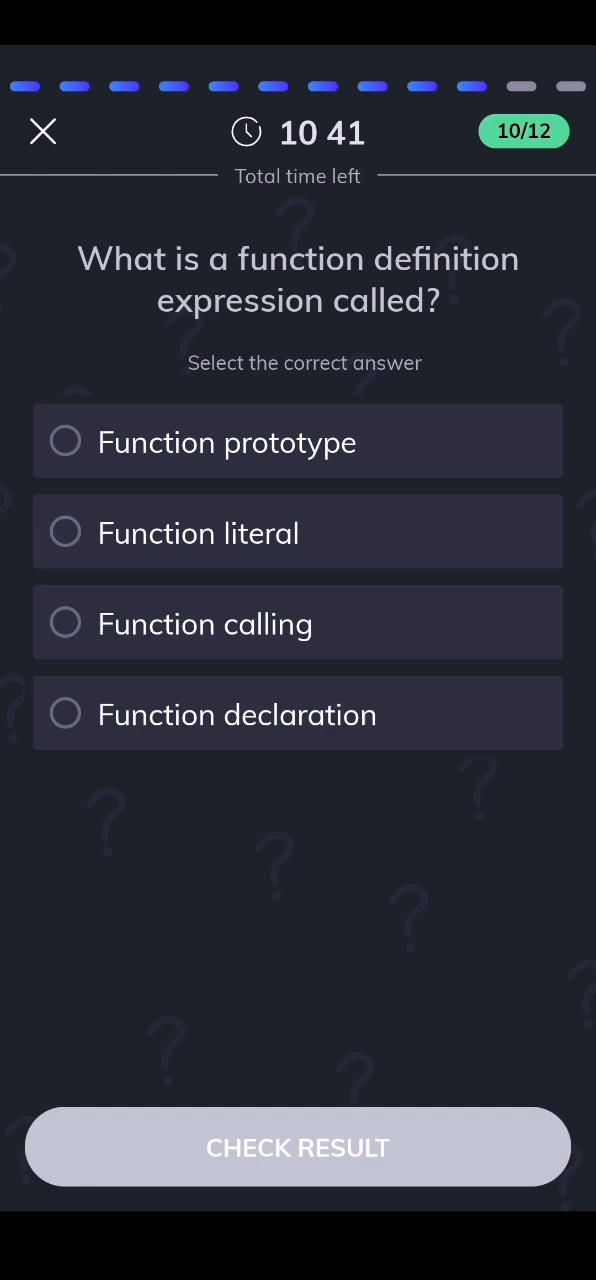 10 41
10/12
Total time left
What is a function definition
expression called?
Select the correct answer
Function prototype
Function literal
Function calling
Function declaration
CHECK RESULT